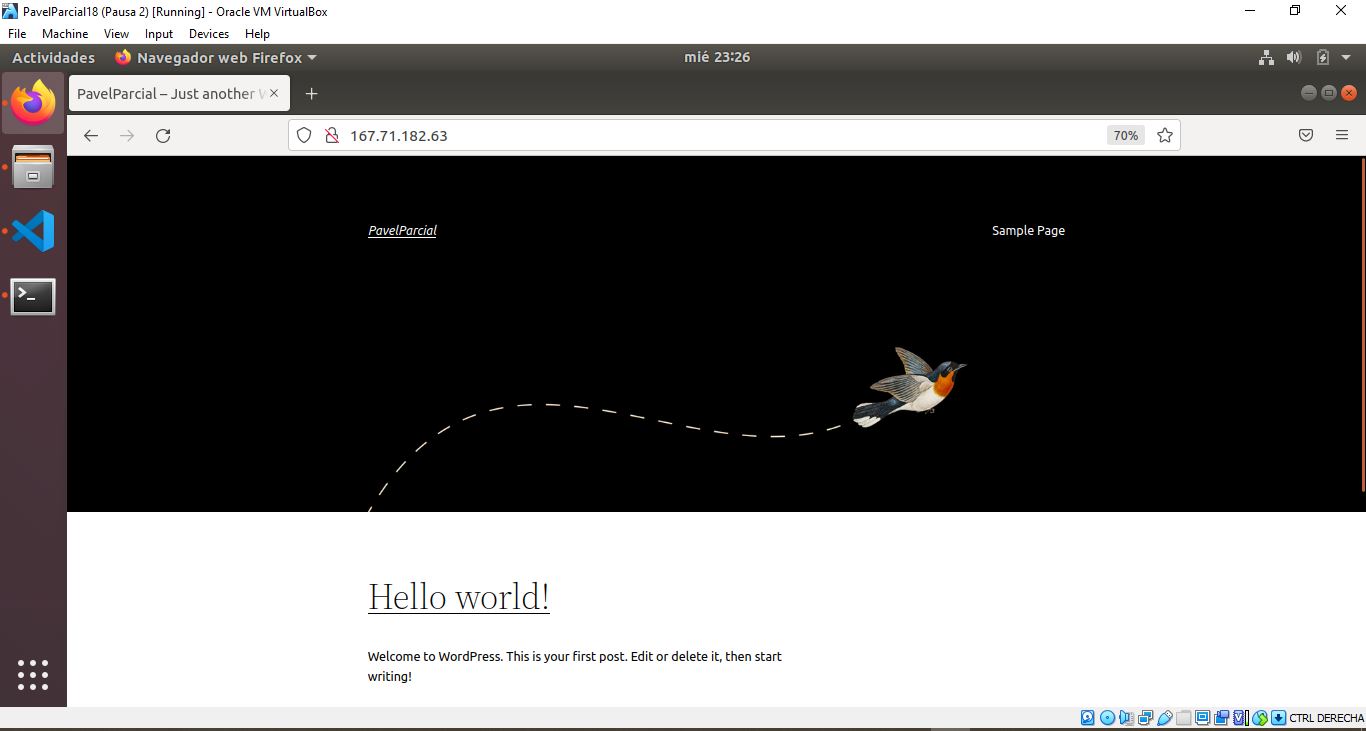 PavelParcial18 (Pausa 2) [Running] - Oracle VM VirtualBox
File Machine View Input Devices Help
Actividades Navegador web Firefox mié 23:26
PavelParcial – Just another
167.71.182.63 70%
PavelParcial Sample Page
Hello world!
Welcome to WordPress. This is your first post. Edit or delete it, then start
writing!
CTRL DERECHA